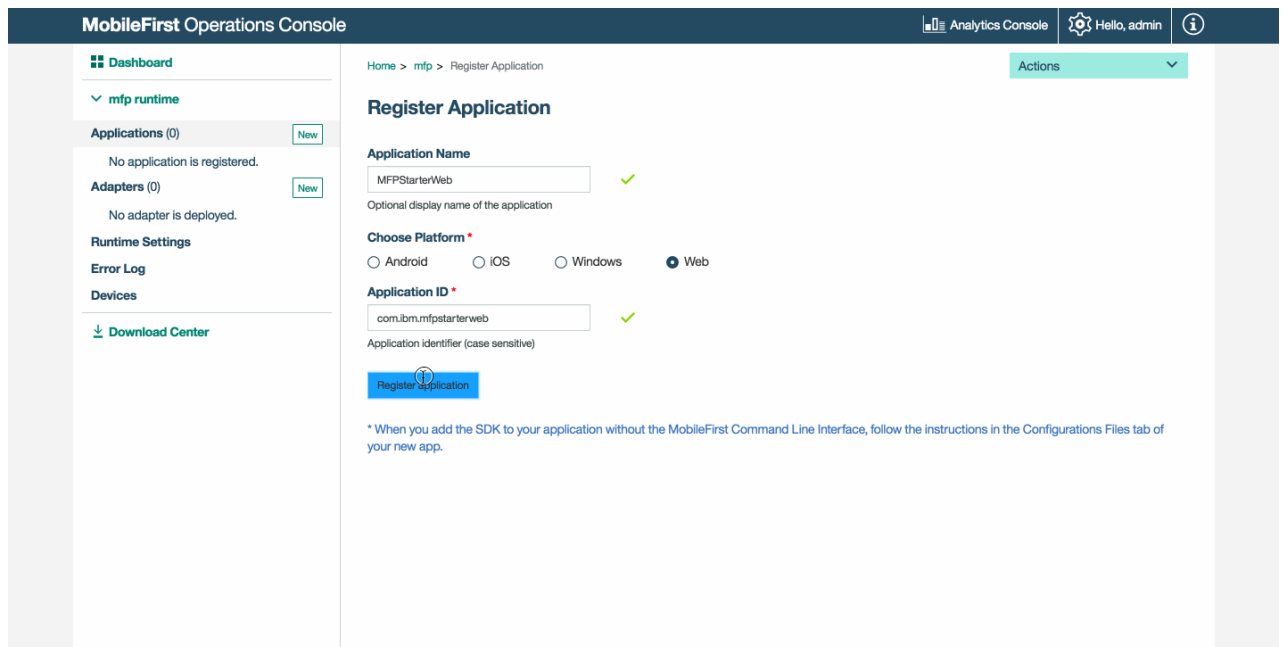 MobileFirst Operations Console
Analytics Console
Hello, admin
Dashboard
Home > mfp > Register Application
Actions
mfp runtime
Register Application
Applications (0) New
No application is registered.
Adapters (0) New
No adapter is deployed.
Runtime Settings
Error Log
Devices
Download Center
Application Name
MFPStarterWeb
Optional display name of the application
Choose Platform *
Android iOS Windows Web
Application ID *
com.ibm.mfpstarterweb
Application identifier (case sensitive)
Register application
* When you add the SDK to your application without the MobileFirst Command Line Interface, follow the instructions in the Configurations Files tab of
your new app.